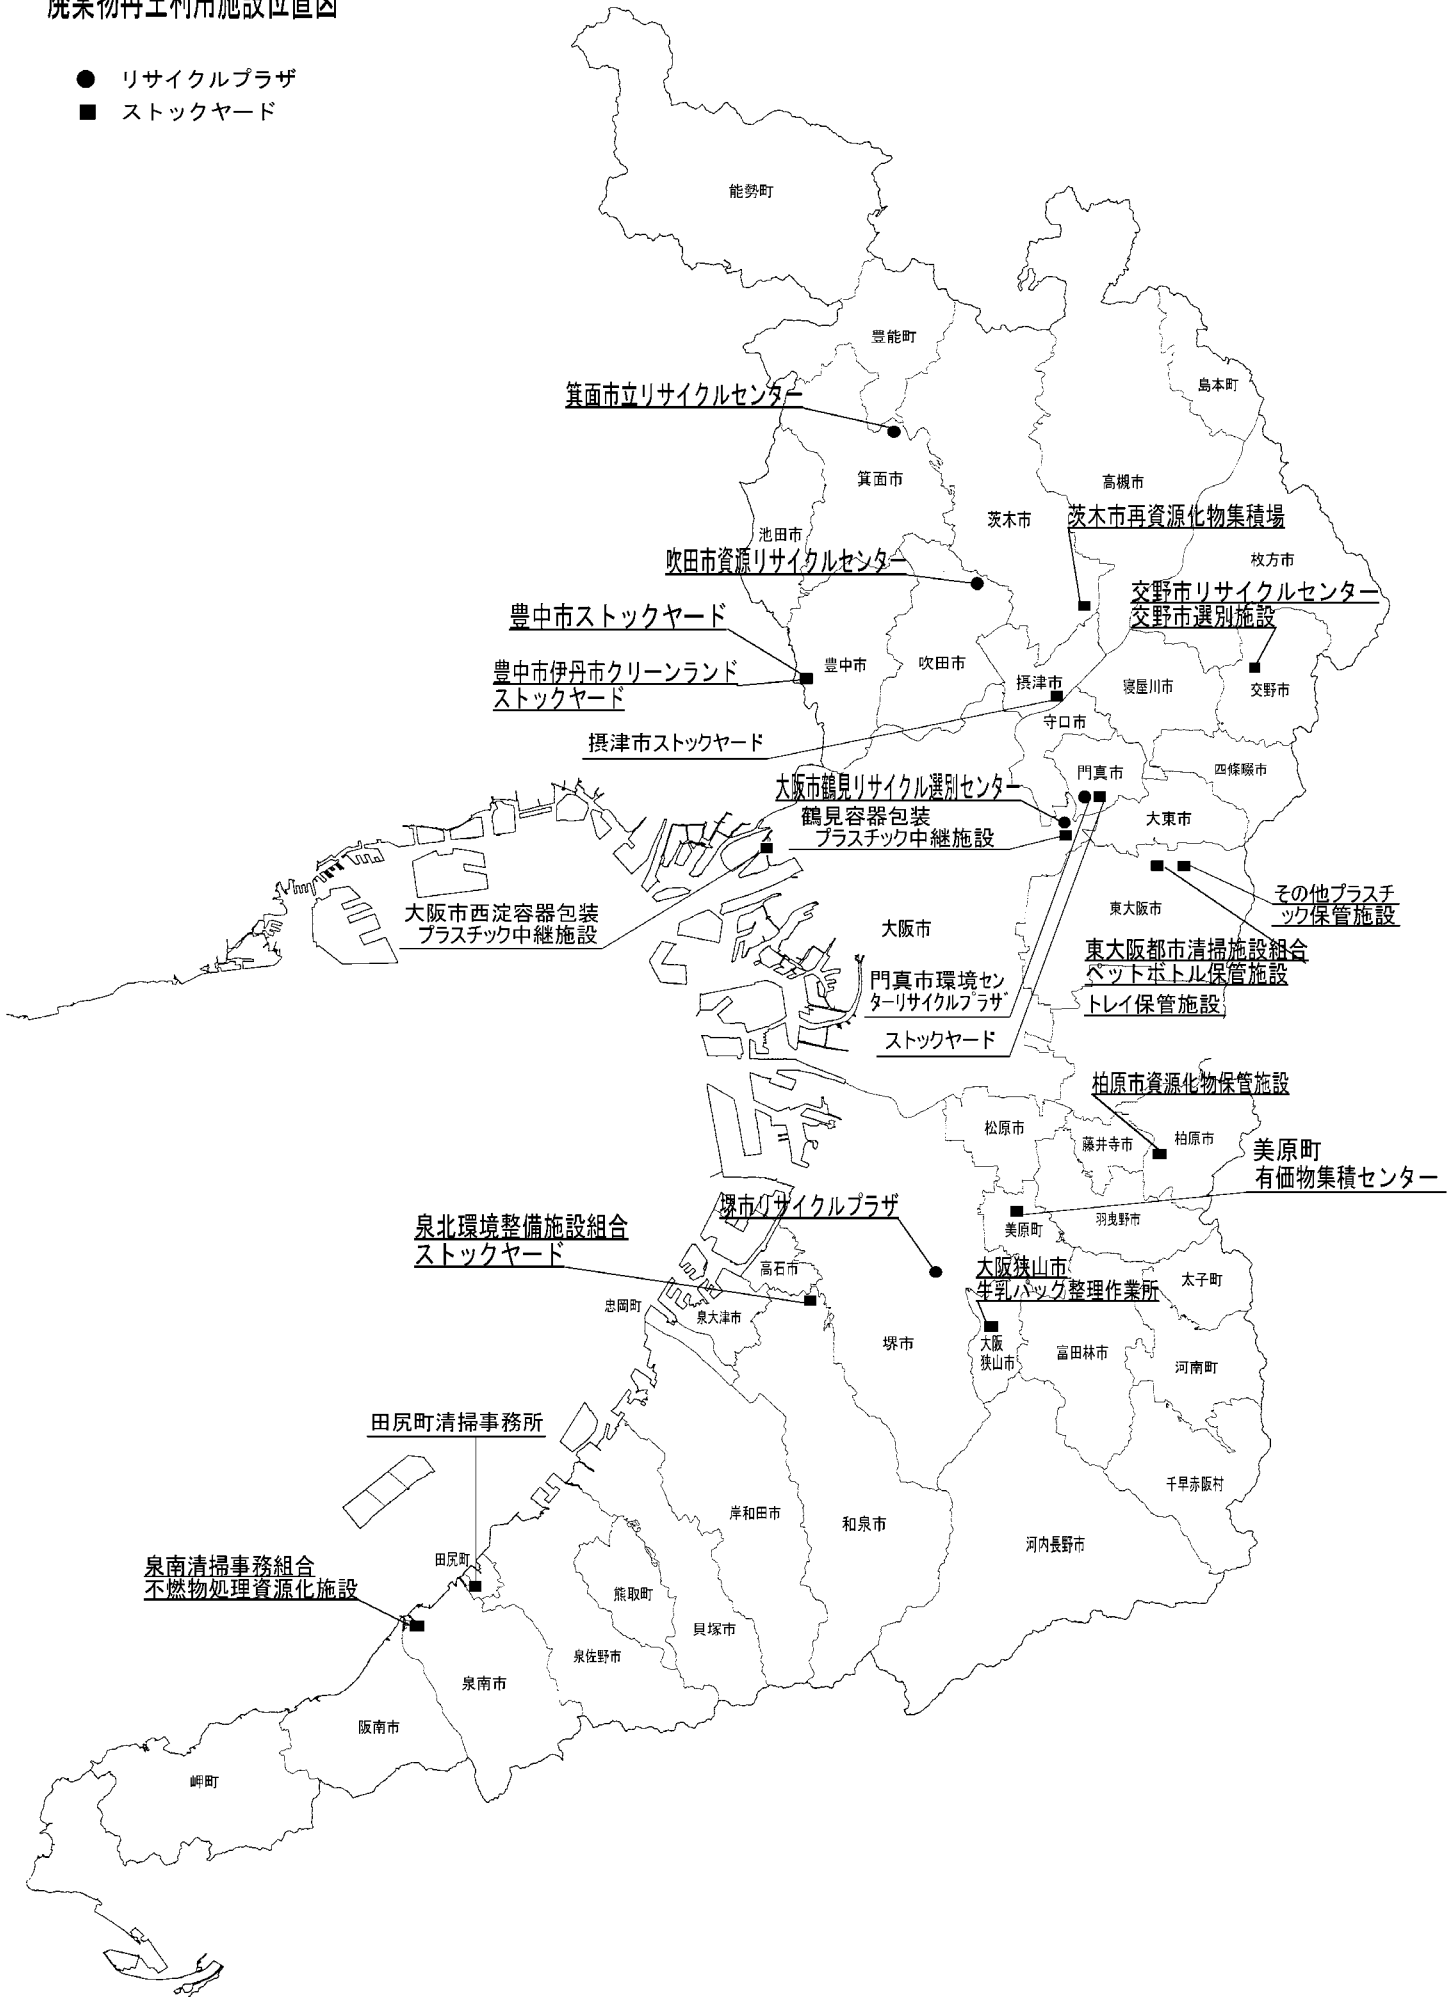 廃棄物再生利用施設位置図
● リサイクルプラザ
■ ストックヤード
能勢町
豊能町
島本町
箕面市立リサイクルセンター
箕面市
高槻市
茨木市
茨木市再資源化物集積場
池田市
吹田市資源リサイクルセンター
枚方市
交野市リサイクルセンター
交野市選別施設
豊中市ストックヤード
豊中市
吹田市
豊中市伊丹市クリーンランド
ストックヤード
摂津市
寝屋川市
交野市
守口市
摂津市ストックヤード
門真市
四條畷市
大阪市鶴見リサイクル選別センター
鶴見容器包装
プラスチック中継施設
大東市
その他プラスチ
ック保管施設
大阪市西淀容器包装
プラスチック中継施設
東大阪市
大阪市
東大阪都市清掃施設組合
ペットボトル保管施設
トレイ保管施設
門真市環境セン
ターリサイクルプラザ
ストックヤード
柏原市資源化物保管施設
松原市
藤井寺市
柏原市
美原町
有価物集積センター
堺市リサイクルプラザ
泉北環境整備施設組合
ストックヤード
美原町
羽曳野市
高石市
大阪狭山市
牛乳パック整理作業所
太子町
忠岡町
泉大津市
堺市
大阪
狭山市
富田林市
河南町
田尻町清掃事務所
千早赤阪村
岸和田市
和泉市
河内長野市
田尻町
泉南清掃事務組合
不燃物処理資源化施設
熊取町
貝塚市
泉佐野市
泉南市
阪南市
岬町